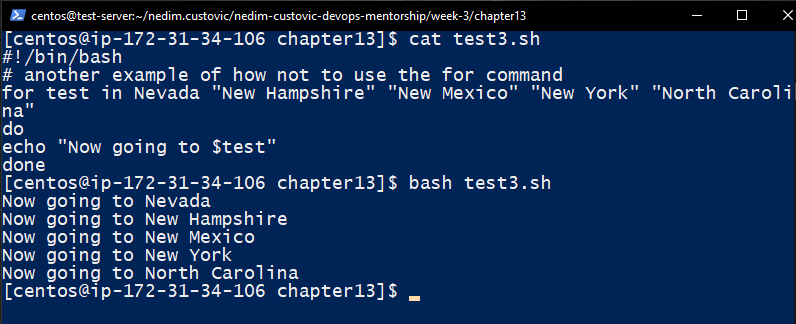 centos@test-server:~/nedim.custovic/nedim-custovic-devops-mentorship/week-3/chapter13
[centos@ip-172-31-34-106 chapter13]$ cat test3.sh
#!/bin/bash
# another example of how not to use the for command
for test in Nevada "New Hampshire" "New Mexico" "New York" "North Caroli
na"
do
echo "Now going to $test"
done
[centos@ip-172-31-34-106 chapter13]$ bash test3.sh
Now going to Nevada
Now going to New Hampshire
Now going to New Mexico
Now going to New York
Now going to North Carolina
[centos@ip-172-31-34-106 chapter13]$